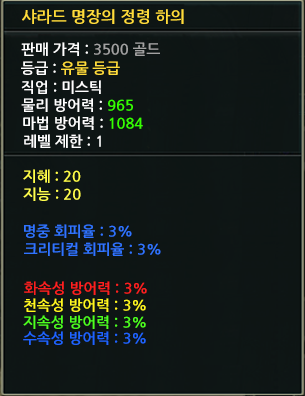 샤라드 명장의 정령 하의
판매 가격 : 3500 골드
등급 : 유물 등급
직업 : 미스틱
물리 방어력 : 965
마법 방어력 : 1084
레벨 제한 : 1
지혜 : 20
지능 : 20
명중 회피율 : 3%
크리티컬 회피율 : 3%
화속성 방어력 : 3%
천속성 방어력 : 3%
지속성 방어력 : 3%
수속성 방어력 : 3%